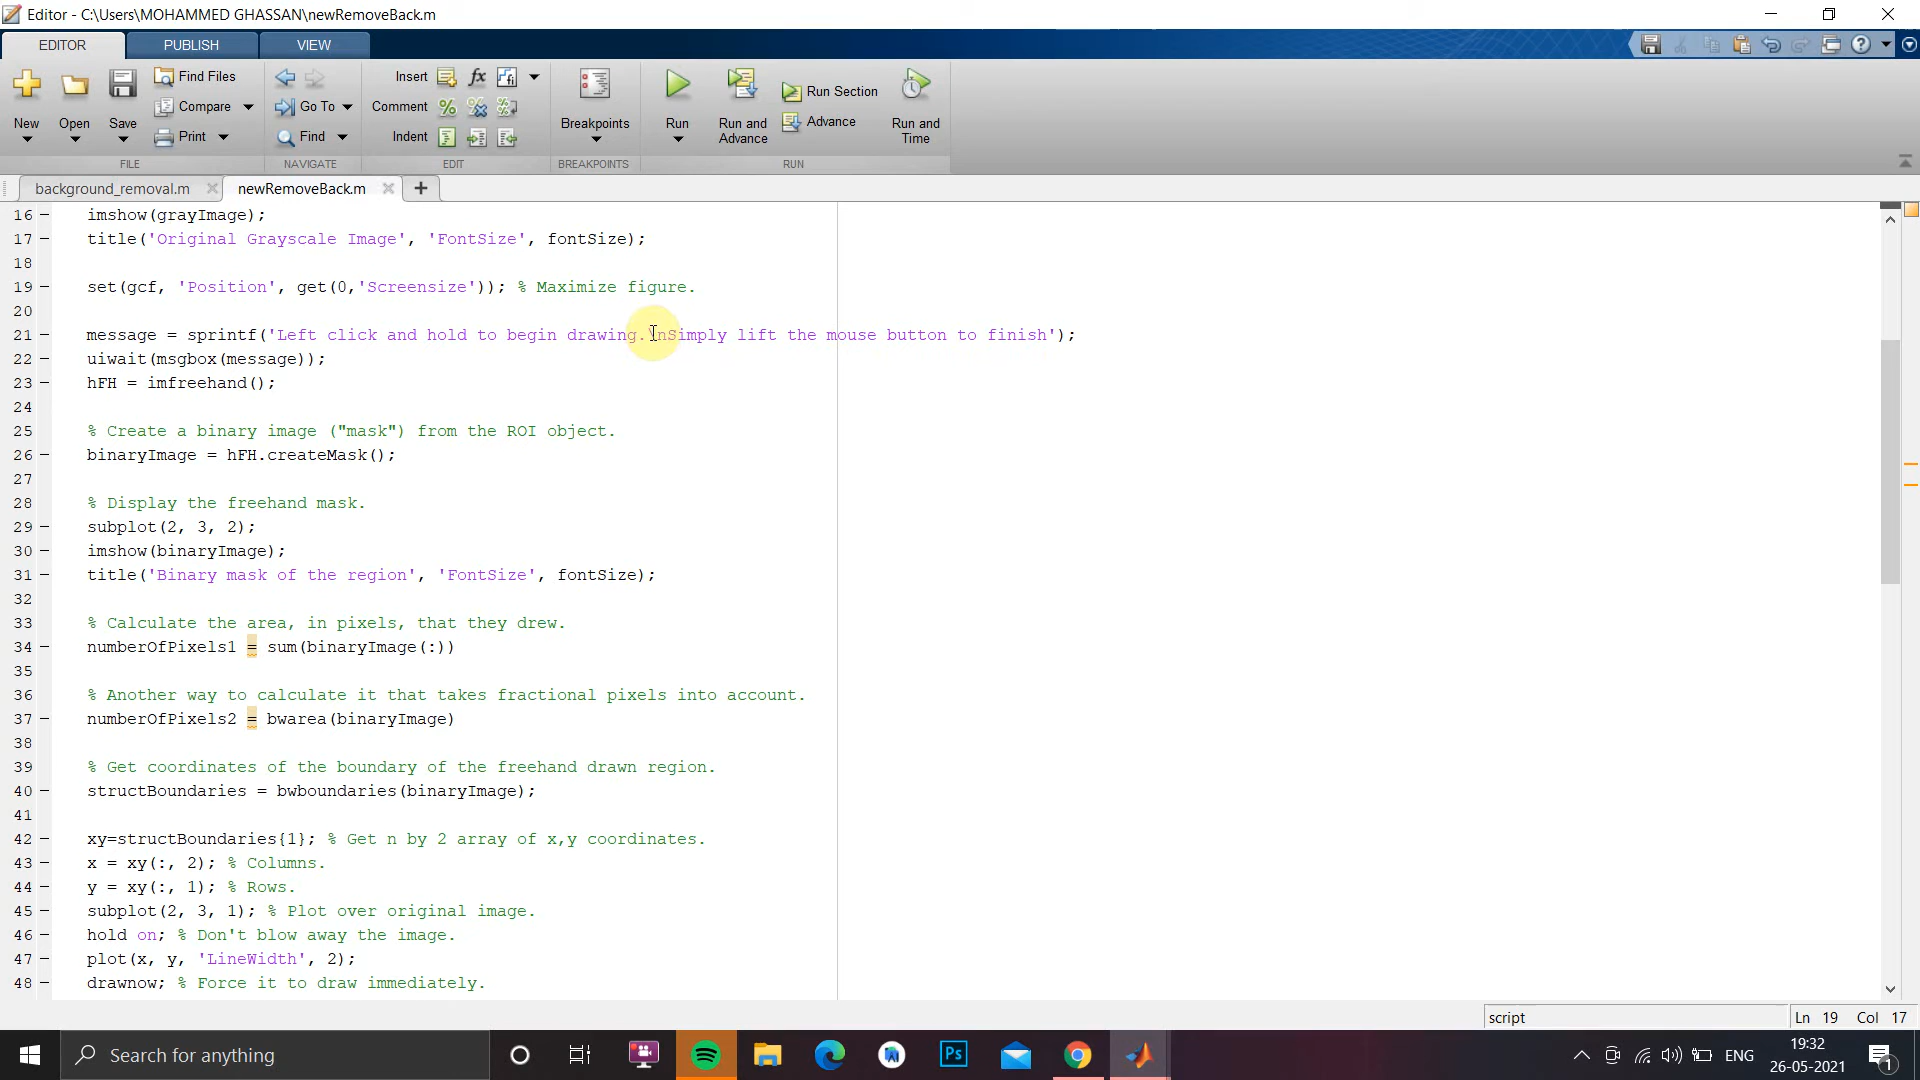 Editor - C:\Users\MOHAMMED GHASSAN\newRemoveBack.m
EDITOR PUBLISH VIEW
Find Files Insert
Compare Go To Comment Run Section
Print Find Indent Advance
New Open Save Breakpoints Run Run and Advance Run and Time
FILE NAVIGATE EDIT BREAKPOINTS RUN
background_removal.m newRemoveBack.m
16 imshow(grayImage);
17 title('Original Grayscale Image', 'FontSize', fontSize);
18
19 set(gcf, 'Position', get(0,'Screensize')); % Maximize figure.
20
21 message = sprintf('Left click and hold to begin drawing.\nSimply lift the mouse button to finish');
22 uiwait(msgbox(message));
23 hFH = imfreehand();
24
25 % Create a binary image ("mask") from the ROI object.
26 binaryImage = hFH.createMask();
27
28 % Display the freehand mask.
29 subplot(2, 3, 2);
30 imshow(binaryImage);
31 title('Binary mask of the region', 'FontSize', fontSize);
32
33 % Calculate the area, in pixels, that they drew.
34 numberOfPixels1 = sum(binaryImage(:))
35
36 % Another way to calculate it that takes fractional pixels into account.
37 numberOfPixels2 = bwarea(binaryImage)
38
39 % Get coordinates of the boundary of the freehand drawn region.
40 structBoundaries = bwboundaries(binaryImage);
41
42 xy=structBoundaries{1}; % Get n by 2 array of x,y coordinates.
43 x = xy(:, 2); % Columns.
44 y = xy(:, 1); % Rows.
45 subplot(2, 3, 1); % Plot over original image.
46 hold on; % Don't blow away the image.
47 plot(x, y, 'LineWidth', 2);
48 drawnow; % Force it to draw immediately.
script Ln 19 Col 17
Search for anything Ps ENG 19:32
26-05-2021 1